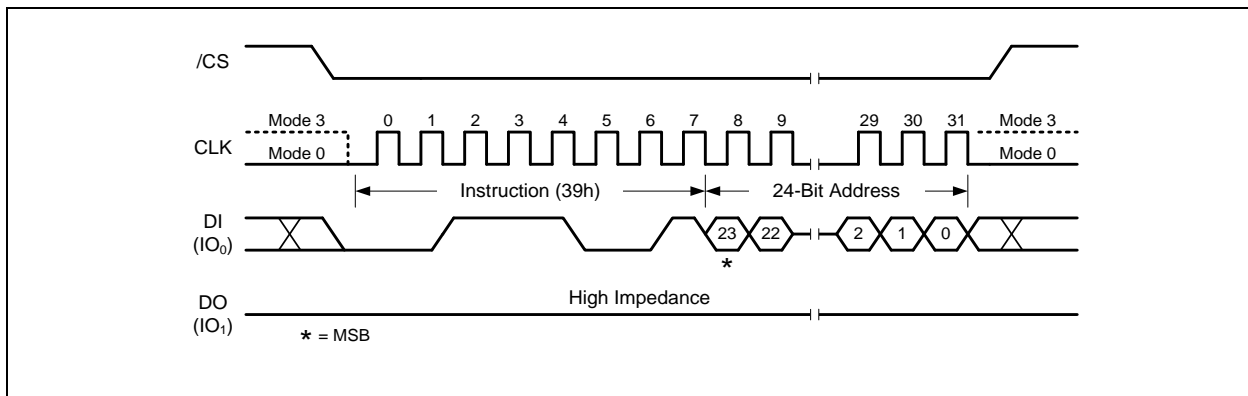 /CS
Mode 3 0 1 2 3 4 5 6 7 8 9 29 30 31 Mode 3
CLK
Mode 0 Mode 0
Instruction (39h) 24-Bit Address
DI
(IO₀)
23 22 2 1 0
*
High Impedance
DO
(IO₁)
* = MSB